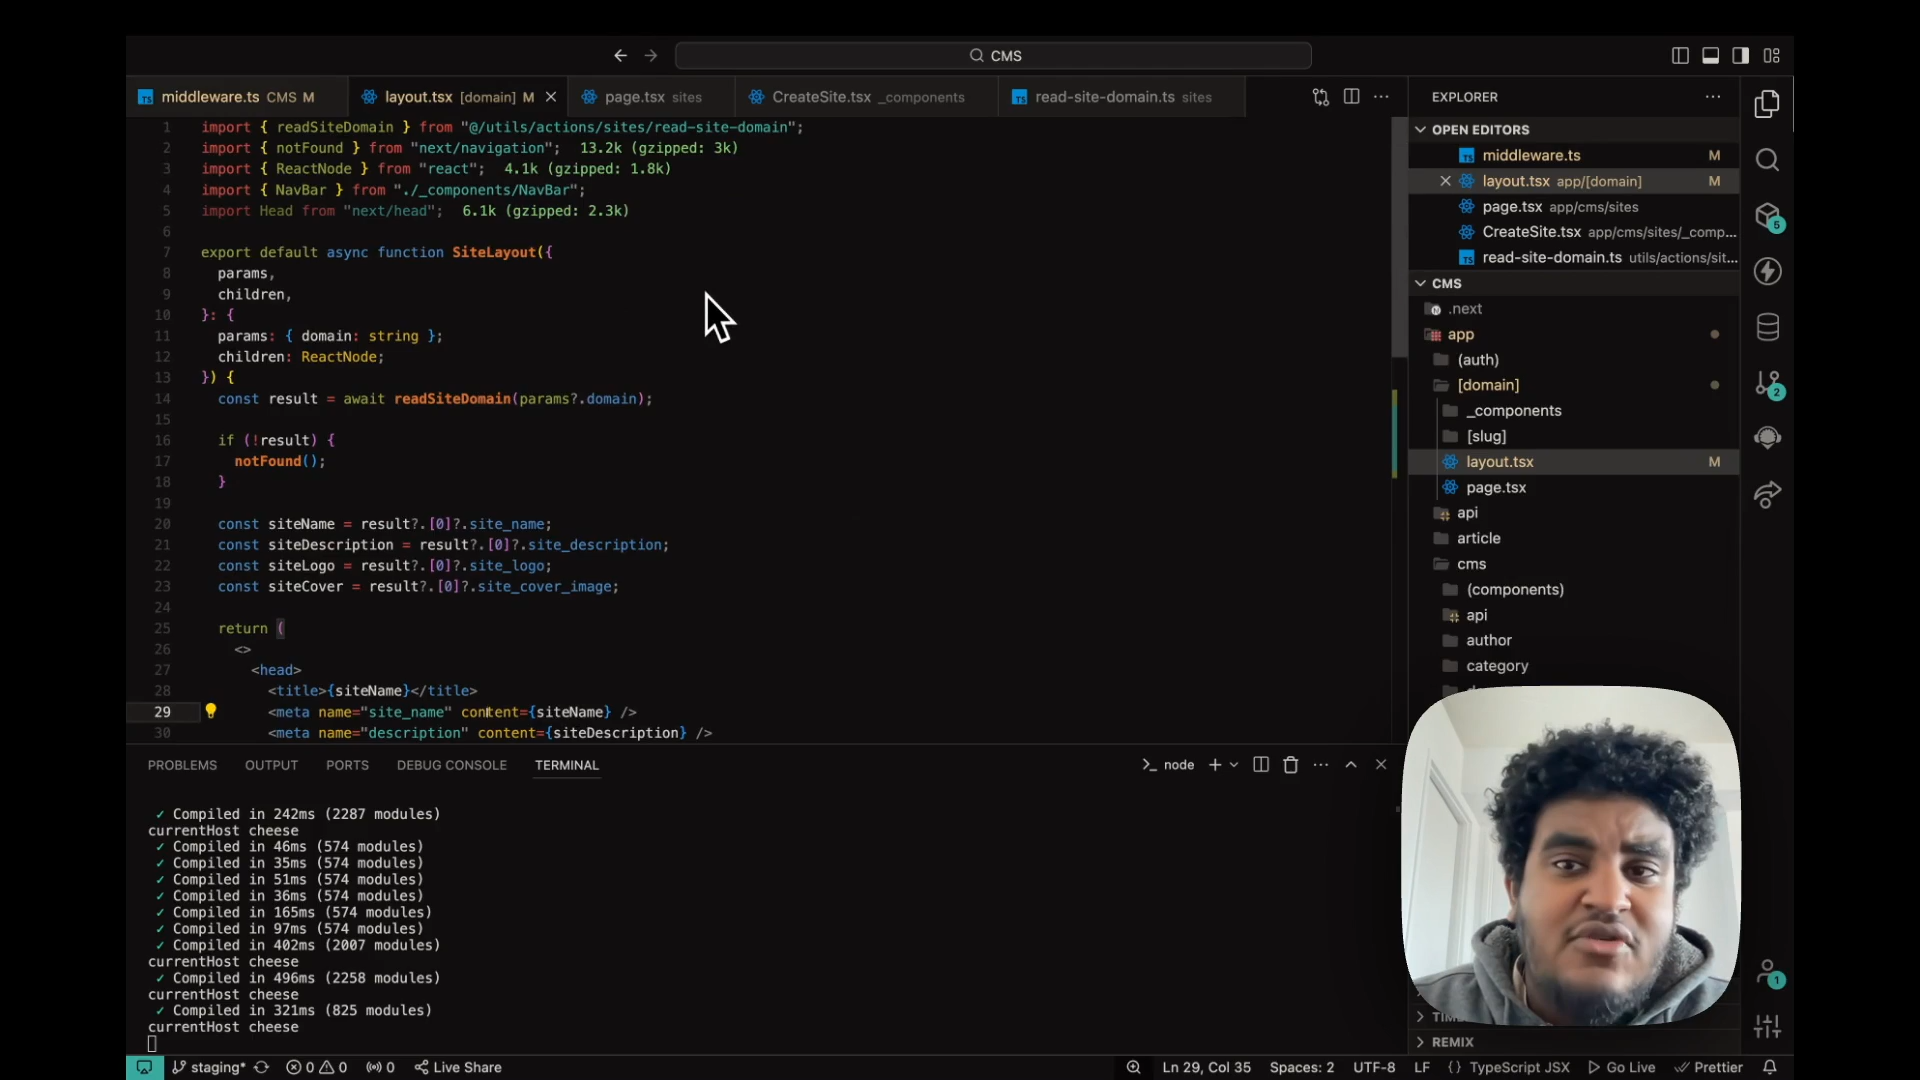 CMS
middleware.ts CMS M
layout.tsx [domain] M
page.tsx sites
CreateSite.tsx _components
read-site-domain.ts sites
1 import { readSiteDomain } from "@/utils/actions/sites/read-site-domain";
2 import { notFound } from "next/navigation"; 13.2k (gzipped: 3k)
3 import { ReactNode } from "react"; 4.1k (gzipped: 1.8k)
4 import { NavBar } from "./_components/NavBar";
5 import Head from "next/head"; 6.1k (gzipped: 2.3k)
6
7 export default async function SiteLayout({
8 params,
9 children,
10 }: {
11 params: { domain: string };
12 children: ReactNode;
13 }) {
14 const result = await readSiteDomain(params?.domain);
15
16 if (!result) {
17 notFound();
18 }
19
20 const siteName = result?.[0]?.site_name;
21 const siteDescription = result?.[0]?.site_description;
22 const siteLogo = result?.[0]?.site_logo;
23 const siteCover = result?.[0]?.site_cover_image;
24
25 return (
26 <>
27 <head>
28 <title>{siteName}</title>
29 <meta name="site_name" content={siteName} />
30 <meta name="description" content={siteDescription} />
PROBLEMS OUTPUT PORTS DEBUG CONSOLE TERMINAL
node
✓ Compiled in 242ms (2287 modules)
currentHost cheese
✓ Compiled in 46ms (574 modules)
✓ Compiled in 35ms (574 modules)
✓ Compiled in 51ms (574 modules)
✓ Compiled in 36ms (574 modules)
✓ Compiled in 165ms (574 modules)
✓ Compiled in 97ms (574 modules)
✓ Compiled in 402ms (2007 modules)
currentHost cheese
✓ Compiled in 496ms (2258 modules)
currentHost cheese
✓ Compiled in 321ms (825 modules)
currentHost cheese
EXPLORER
OPEN EDITORS
middleware.ts M
layout.tsx app/[domain] M
page.tsx app/cms/sites
CreateSite.tsx app/cms/sites/_comp...
read-site-domain.ts utils/actions/sit...
CMS
.next
app
(auth)
[domain]
_components
[slug]
layout.tsx M
page.tsx
api
article
cms
(components)
api
author
category
REMIX
5
2
1
staging* 0 0 0 Live Share
Ln 29, Col 35 Spaces: 2 UTF-8 LF {} TypeScript JSX Go Live Prettier